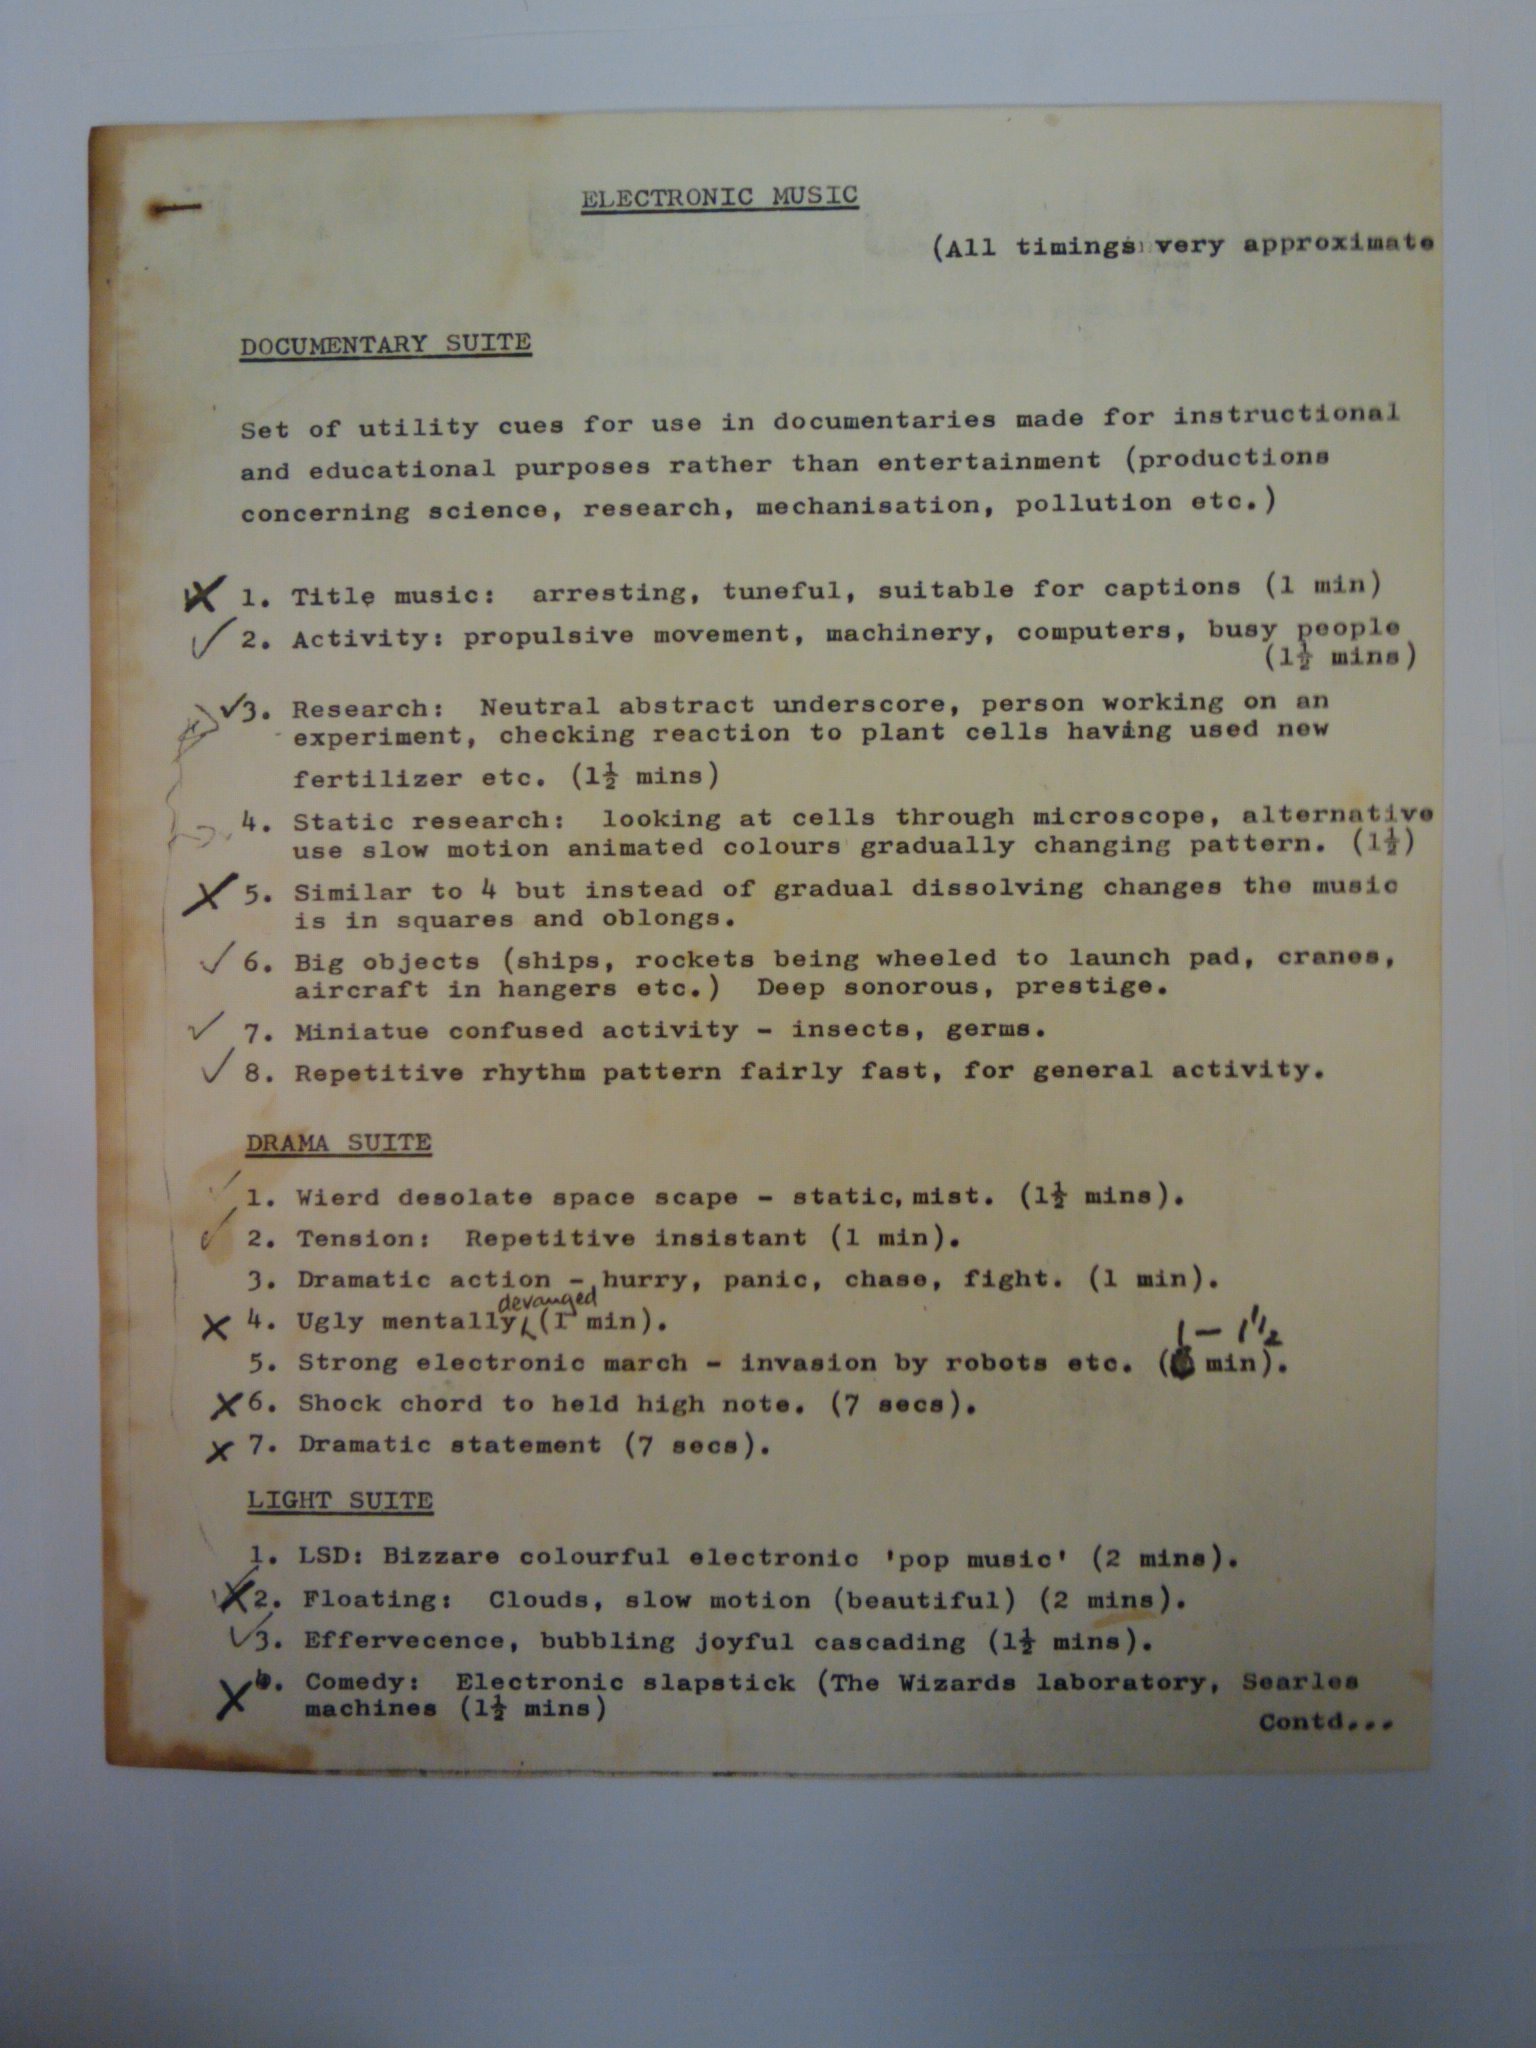 ELECTRONIC MUSIC
(All timings very approximate
DOCUMENTARY SUITE
Set of utility cues for use in documentaries made for instructional
and educational purposes rather than entertainment (productions
concerning science, research, mechanisation, pollution etc.)
1. Title music: arresting, tuneful, suitable for captions (1 min)
2. Activity: propulsive movement, machinery, computers, busy people
(1½ mins)
3. Research: Neutral abstract underscore, person working on an
experiment, checking reaction to plant cells having used new
fertilizer etc. (1½ mins)
4. Static research: looking at cells through microscope, alternative
use slow motion animated colours gradually changing pattern. (1½)
5. Similar to 4 but instead of gradual dissolving changes the music
is in squares and oblongs.
6. Big objects (ships, rockets being wheeled to launch pad, cranes,
aircraft in hangers etc.) Deep sonorous, prestige.
7. Miniatue confused activity - insects, germs.
8. Repetitive rhythm pattern fairly fast, for general activity.
DRAMA SUITE
1. Wierd desolate space scape - static, mist. (1½ mins).
2. Tension: Repetitive insistant (1 min).
3. Dramatic action - hurry, panic, chase, fight. (1 min).
deranged
4. Ugly mentally (1 min).
1 - 1½
5. Strong electronic march - invasion by robots etc. ( min).
6. Shock chord to held high note. (7 secs).
7. Dramatic statement (7 secs).
LIGHT SUITE
1. LSD: Bizzare colourful electronic 'pop music' (2 mins).
2. Floating: Clouds, slow motion (beautiful) (2 mins).
3. Effervecence, bubbling joyful cascading (1½ mins).
Comedy: Electronic slapstick (The Wizards laboratory, Searles
machines (1½ mins)
Contd...